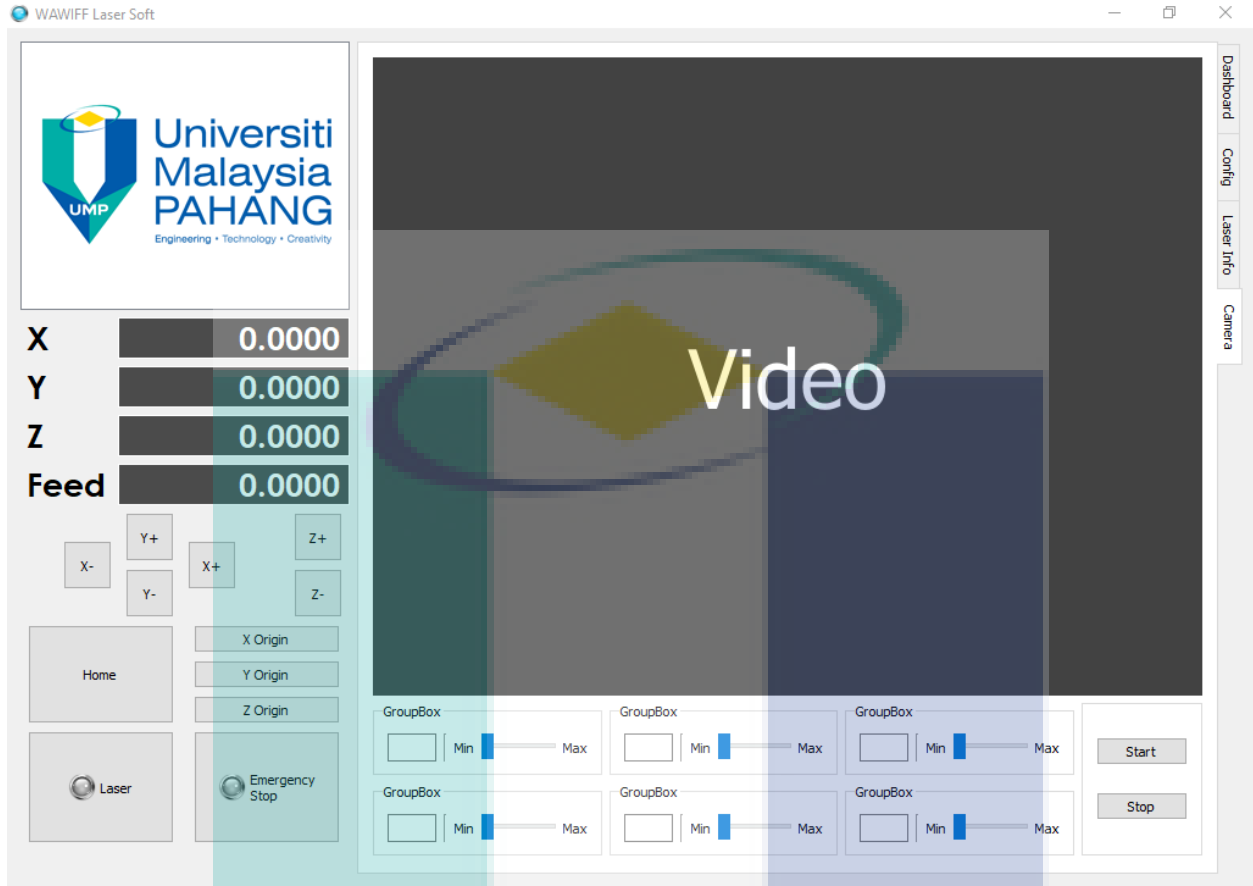 WAWIFF Laser Soft
Universiti
Malaysia
PAHANG
Engineering • Technology • Creativity
UMP
X 0.0000
Y 0.0000
Z 0.0000
Feed 0.0000
Y+
Z+
X-
X+
Y-
Z-
Home
X Origin
Y Origin
Z Origin
Laser
Emergency
Stop
Video
GroupBox
Min Max
GroupBox
Min Max
GroupBox
Min Max
GroupBox
Min Max
GroupBox
Min Max
GroupBox
Min Max
Start
Stop
Dashboard
Config
Laser Info
Camera